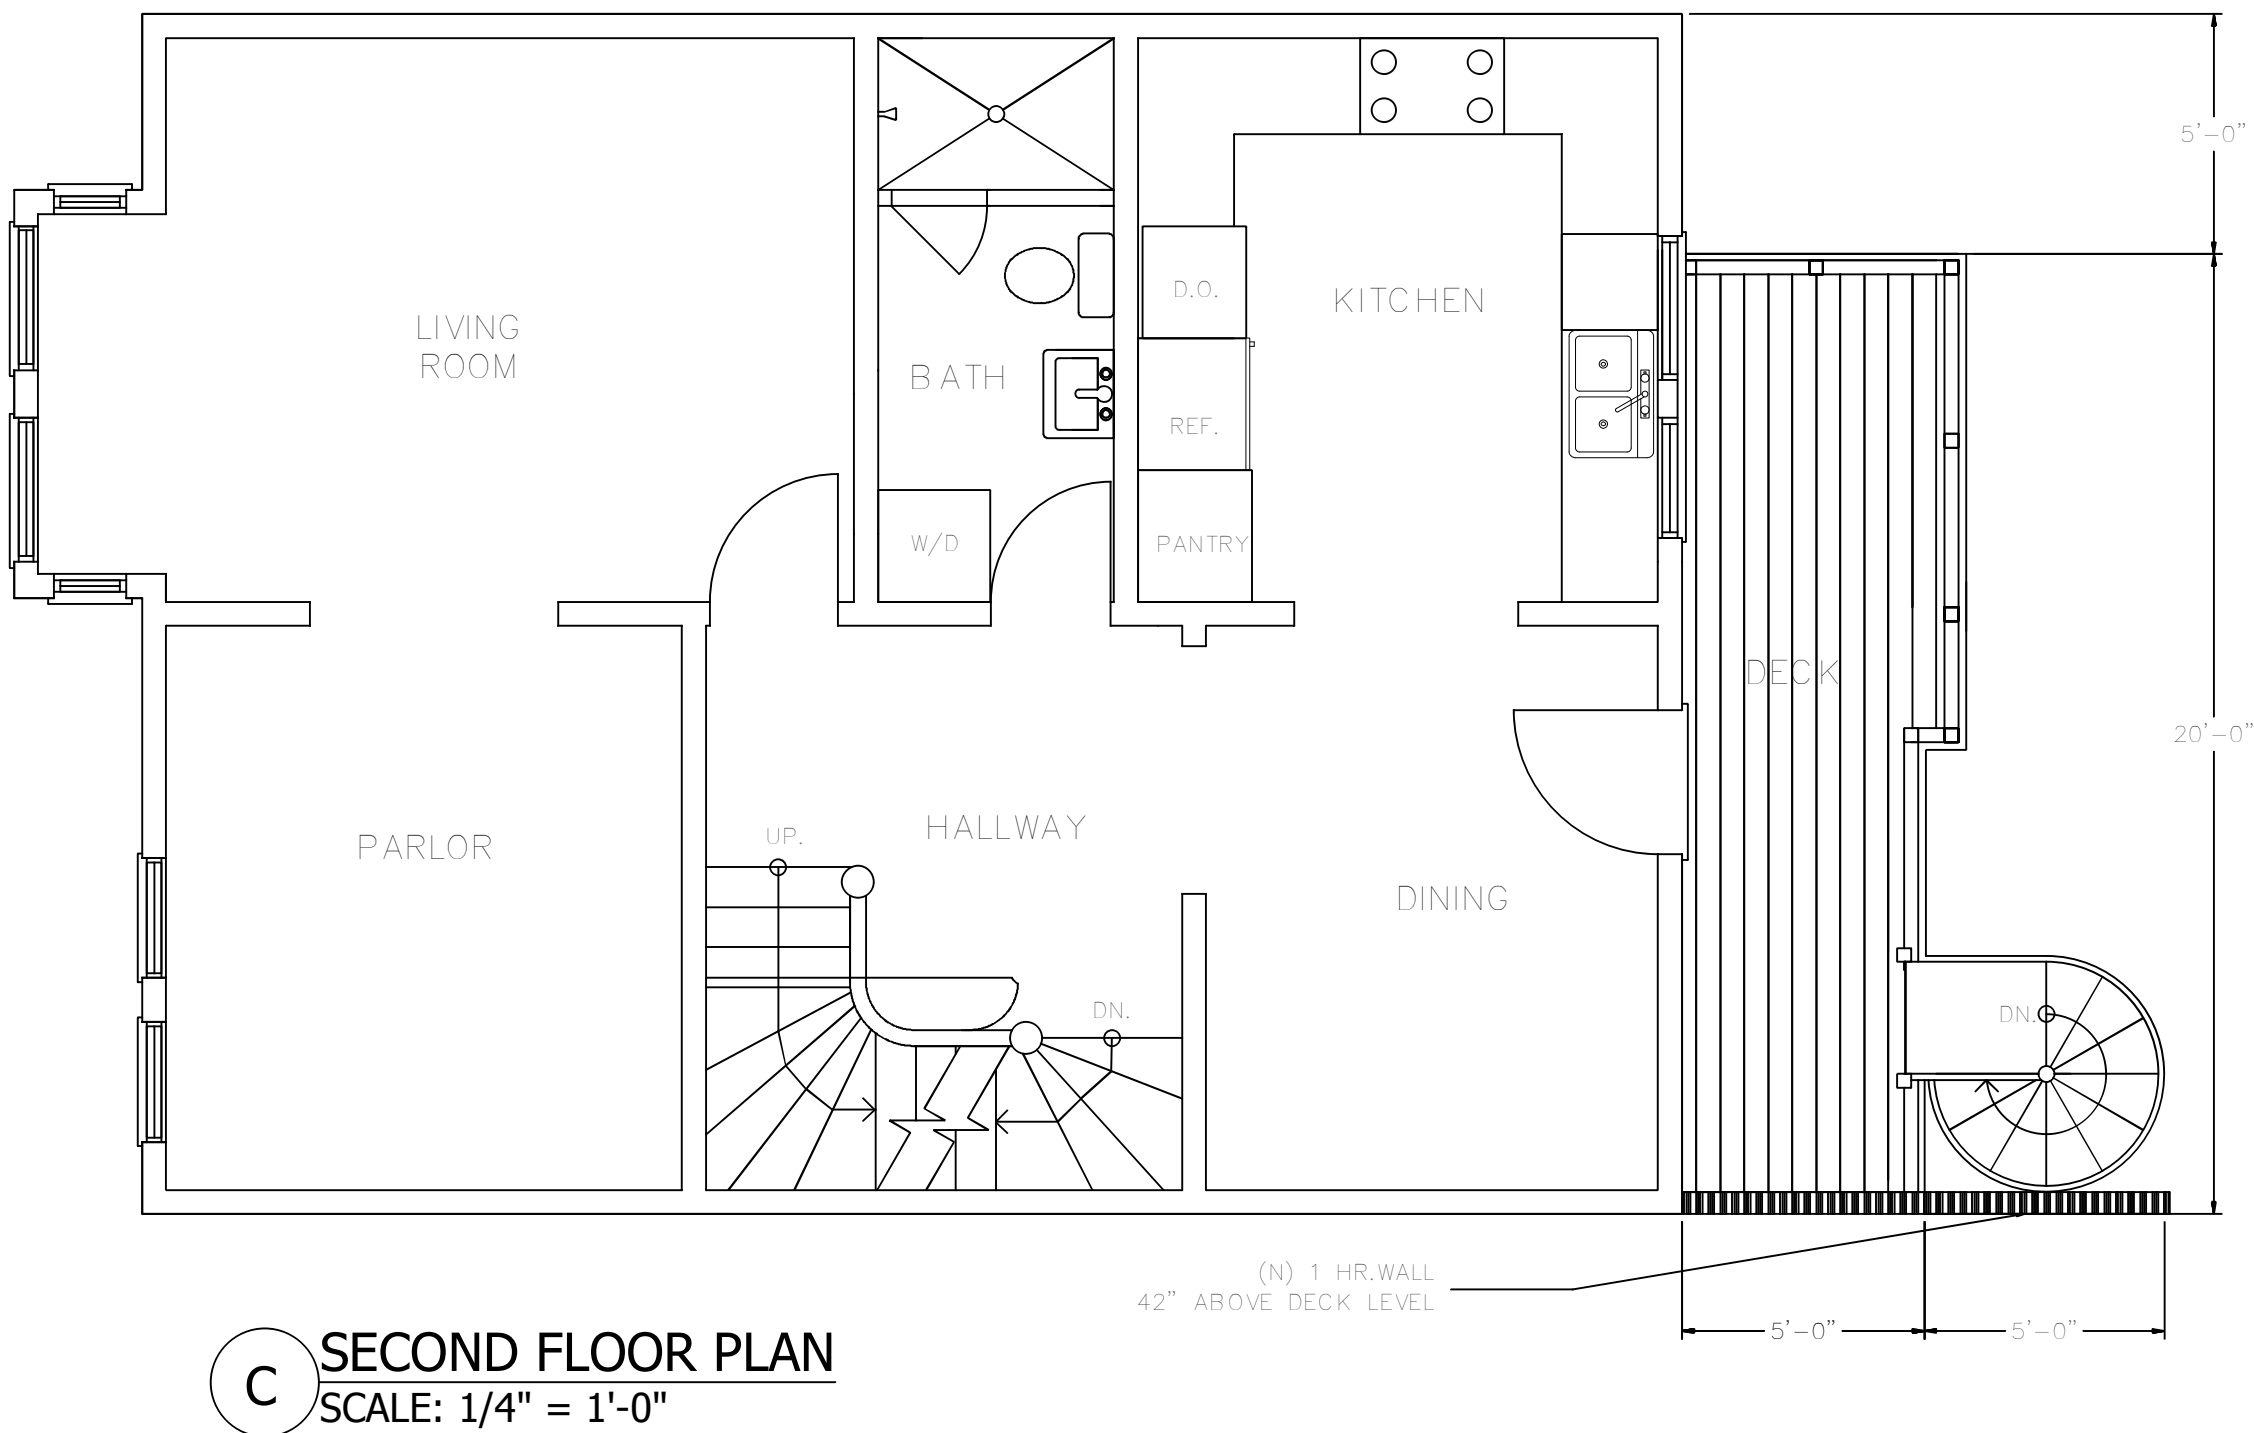 5'-0"
D.O.
KITCHEN
LIVING
ROOM
BATH
REF.
W/D
PANTRY
DECK
20'-0"
UP.
HALLWAY
PARLOR
DINING
DN.
DN.
(N) 1 HR.WALL
42" ABOVE DECK LEVEL
5'-0"
5'-0"
C
SECOND FLOOR PLAN
SCALE: 1/4" = 1'-0"